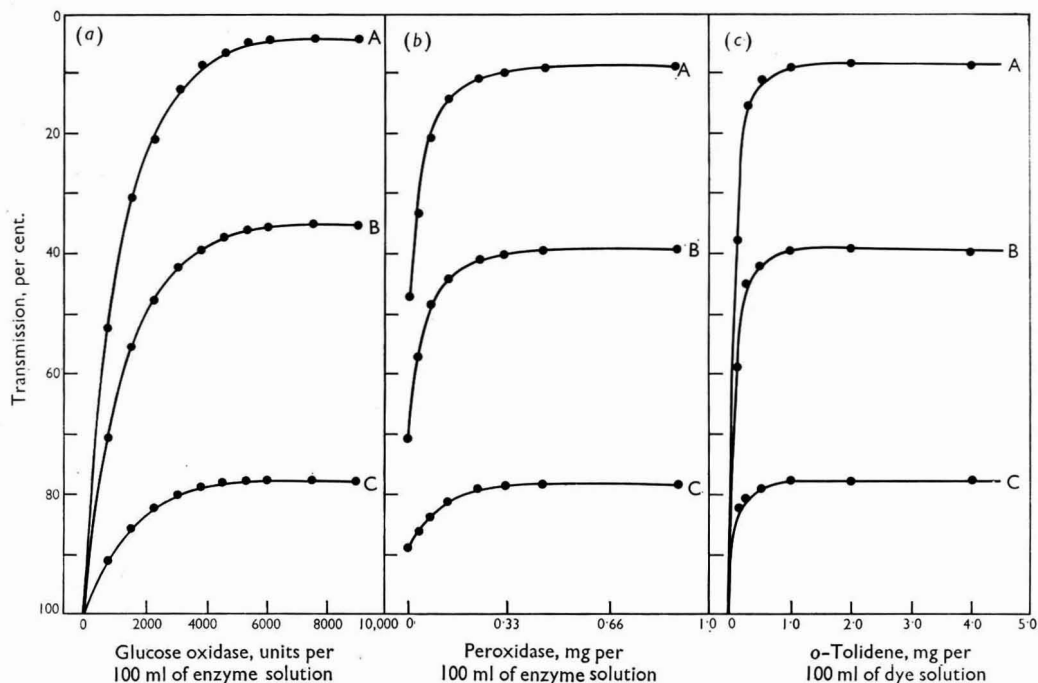 0
(a)
A
(b)
A
(c)
A
20
40
B
B
B
60
80
C
C
C
100
Transmission, per cent.
0 2000 4000 6000 8000 10,000
0· 0·33 0·66 1·0
0 1·0 2·0 3·0 4·0 5·0
Glucose oxidase, units per
100 ml of enzyme solution
Peroxidase, mg per
100 ml of enzyme solution
o-Tolidene, mg per
100 ml of dye solution